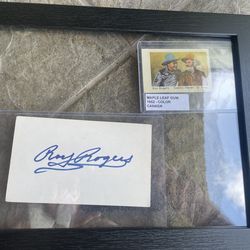 MAPLE LEAF GUM
1952 - COLOR
CANADA
Roy Rogers